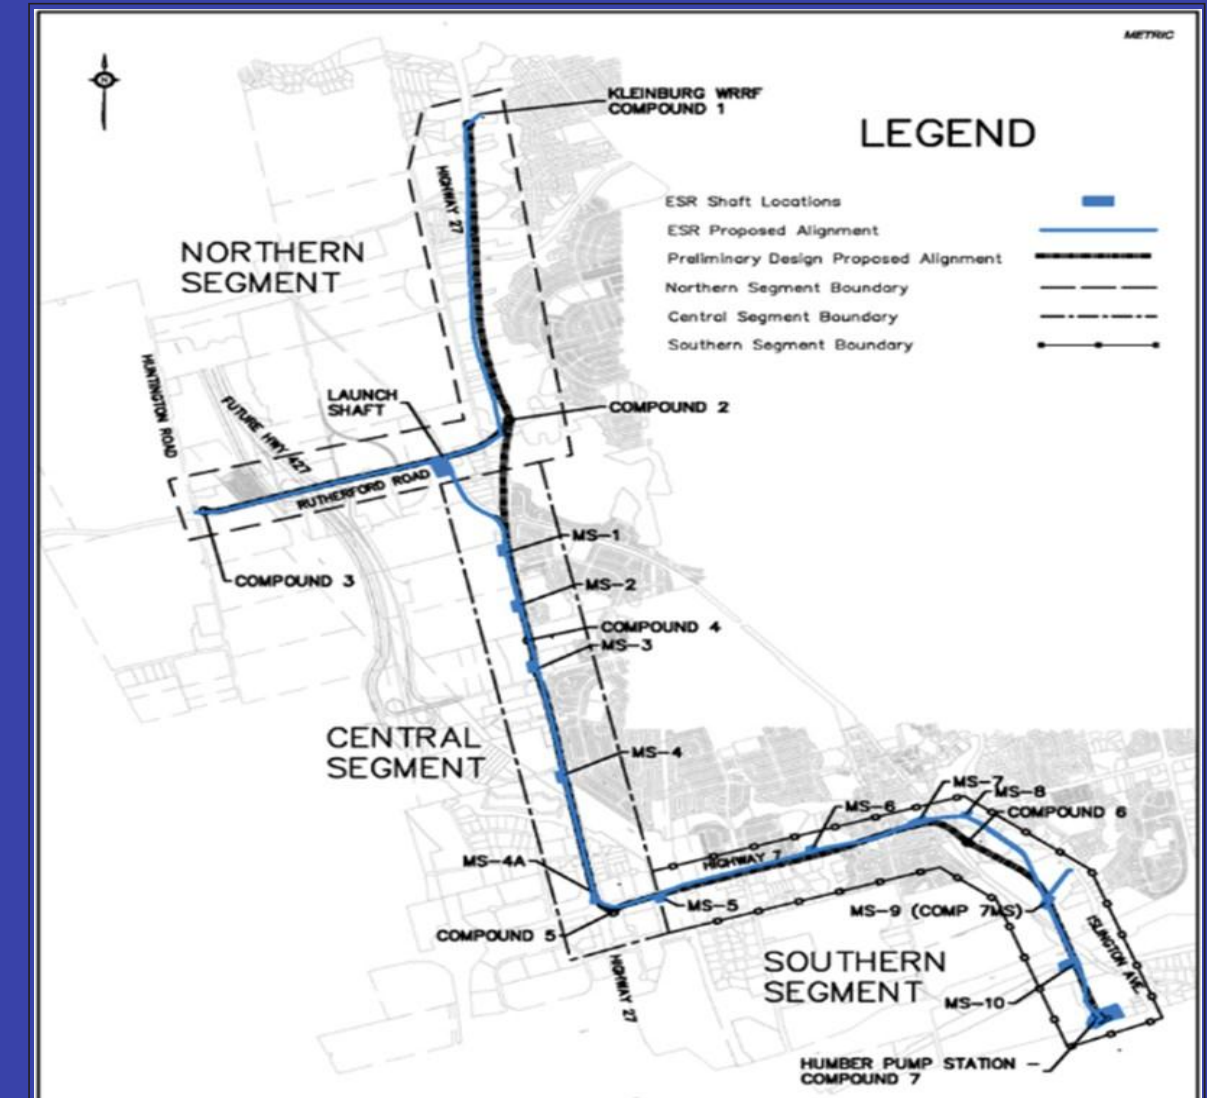 METRIC
KLEINBURG WRRF
COMPOUND 1
LEGEND
ESR Shaft Locations
ESR Proposed Alignment
Preliminary Design Proposed Alignment
Northern Segment Boundary
Central Segment Boundary
Southern Segment Boundary
HIGHWAY 27
NORTHERN
SEGMENT
HUNTINGTON ROAD
FUTURE HWY 427
LAUNCH
SHAFT
COMPOUND 2
RUTHERFORD ROAD
COMPOUND 3
MS-1
MS-2
COMPOUND 4
MS-3
CENTRAL
SEGMENT
MS-4
MS-7
MS-8
MS-6
COMPOUND 6
HIGHWAY 7
MS-4A
MS-5
MS-9 (COMP 7MS)
COMPOUND 5
ISLINGTON AVE.
HIGHWAY 27
SOUTHERN
SEGMENT
MS-10
HUMBER PUMP STATION -
COMPOUND 7